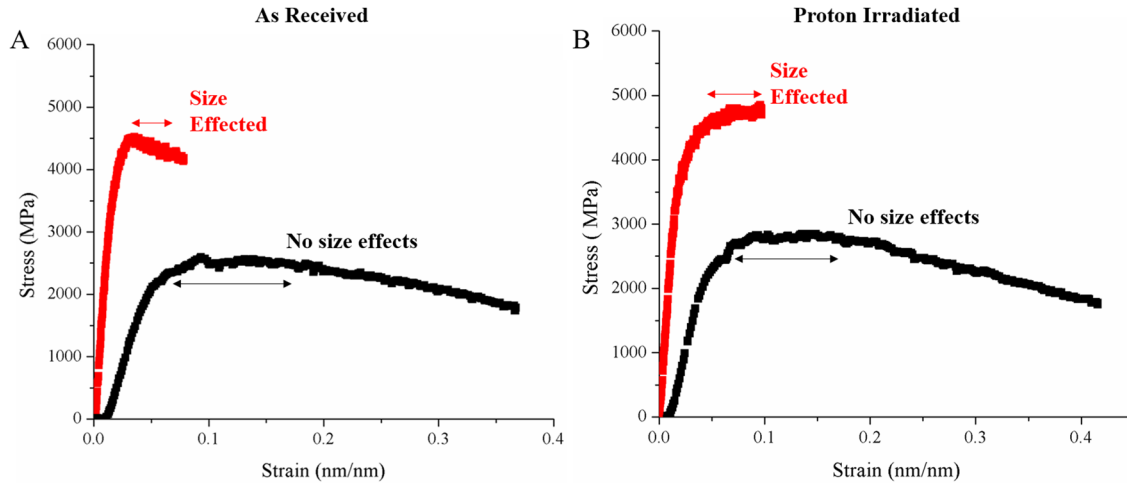 As Received
A
6000
5000
4000
3000
2000
1000
0
Stress (MPa)
Size
Effected
No size effects
0.0 0.1 0.2 0.3 0.4
Strain (nm/nm)
Proton Irradiated
B
6000
5000
4000
3000
2000
1000
0
Stress ( MPa)
Size
Effected
No size effects
0.0 0.1 0.2 0.3 0.4
Strain (nm/nm)